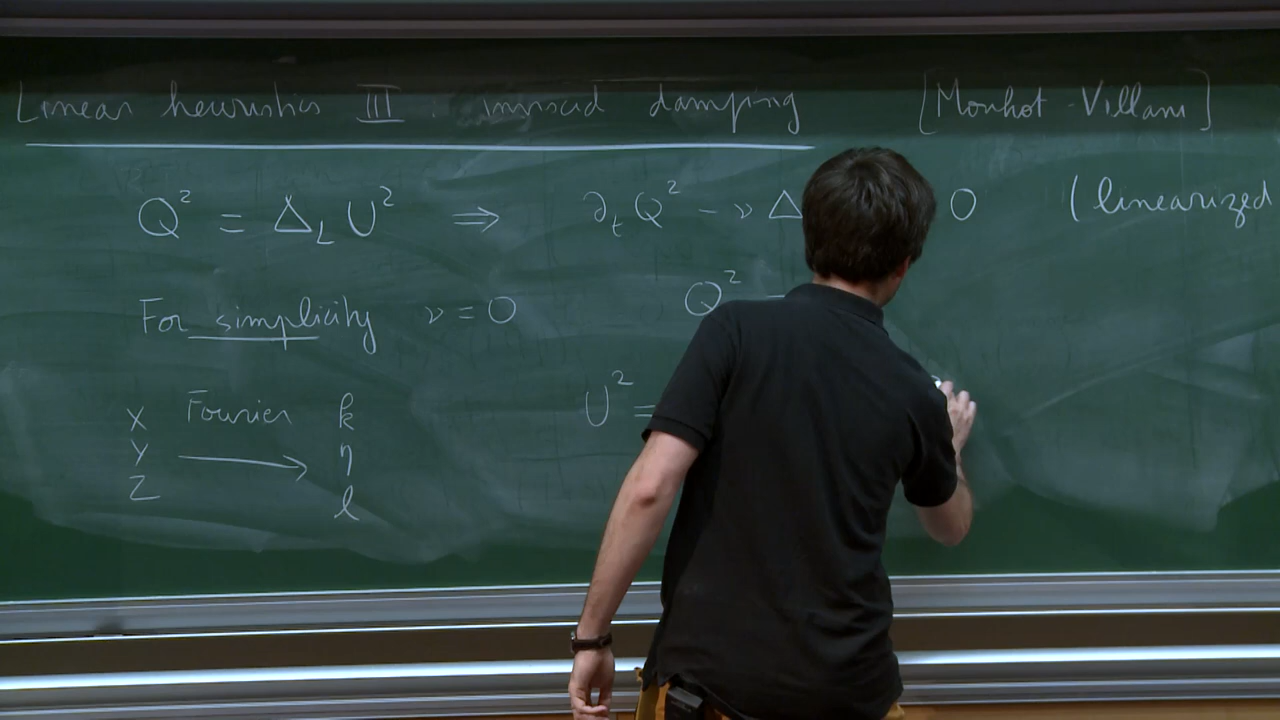 Linear heuristics III : inviscid damping [Mouhot - Villani]
Q² = Δ_L U² ⇒ ∂_t Q² - ν Δ 0 (linearized
For simplicity ν = 0 Q² =
X Fourier k
Y → η
Z l
U² =